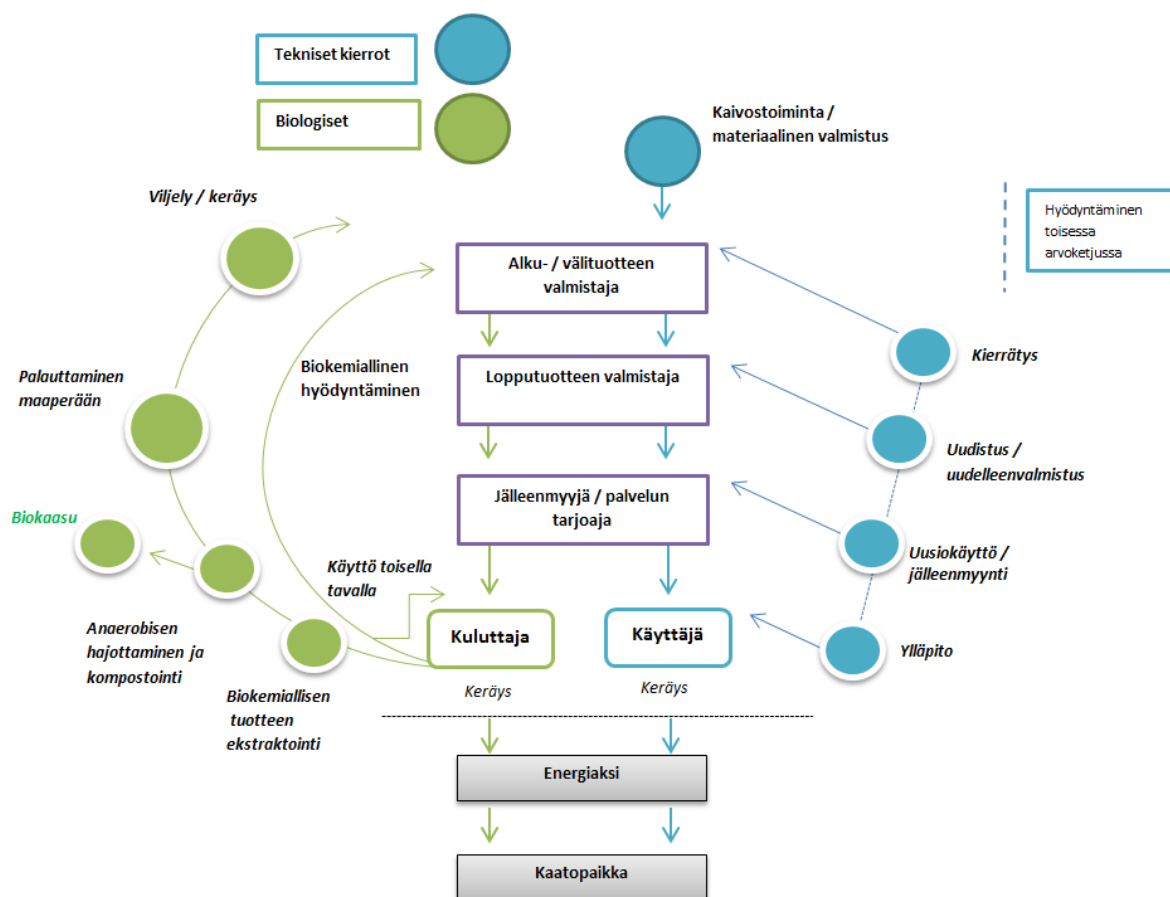 Tekniset kierrot
Biologiset
Kaivostoiminta /
materiaalinen valmistus
Viljely / keräys
Hyödyntäminen
toisessa
arvoketjussa
Alku- / välituotteen
valmistaja
Kierrätys
Biokemiallinen
hyödyntäminen
Palauttaminen
maaperään
Lopputuotteen valmistaja
Uudistus /
uudelleenvalmistus
Jälleenmyyjä / palvelun
tarjoaja
Biokaasu
Uusiokäyttö /
jälleenmyynti
Käyttö toisella
tavalla
Anaerobisen
hajottaminen ja
kompostointi
Kuluttaja
Käyttäjä
Ylläpito
Biokemiallisen
tuotteen
ekstraktointi
Keräys
Keräys
Energiaksi
Kaatopaikka